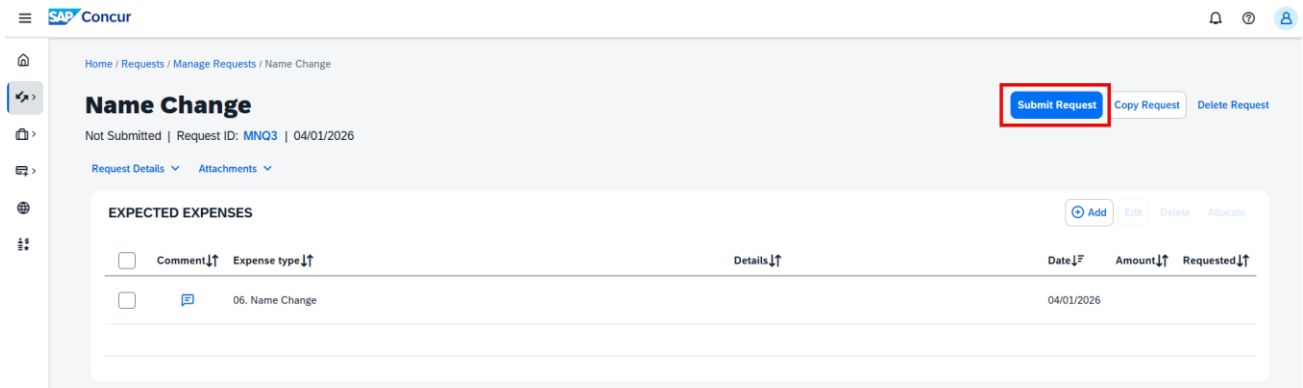 SAP Concur
Home / Requests / Manage Requests / Name Change
Name Change
Submit Request Copy Request Delete Request
Not Submitted | Request ID: MNQ3 | 04/01/2026
Request Details Attachments
EXPECTED EXPENSES
Add Edit Delete Allocate
Comment Expense type Details Date Amount Requested
06. Name Change 04/01/2026